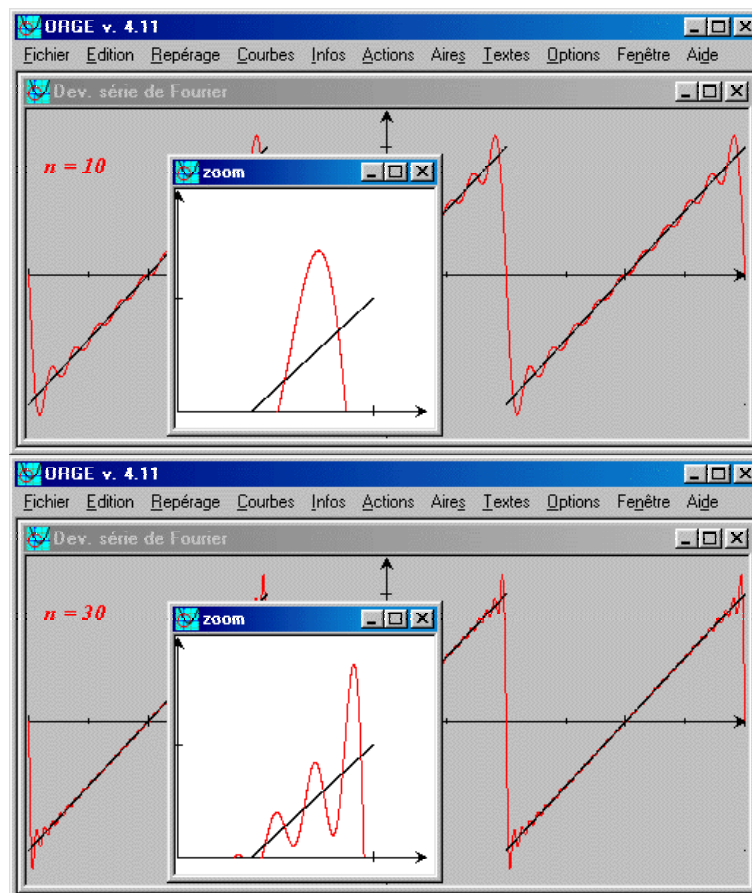 ORGE v. 4.11
Fichier Edition Repérage Courbes Infos Actions Aires Textes Options Fenêtre Aide
Dev. série de Fourier
n = 10
zoom
ORGE v. 4.11
Fichier Edition Repérage Courbes Infos Actions Aires Textes Options Fenêtre Aide
Dev. série de Fourier
n = 30
zoom